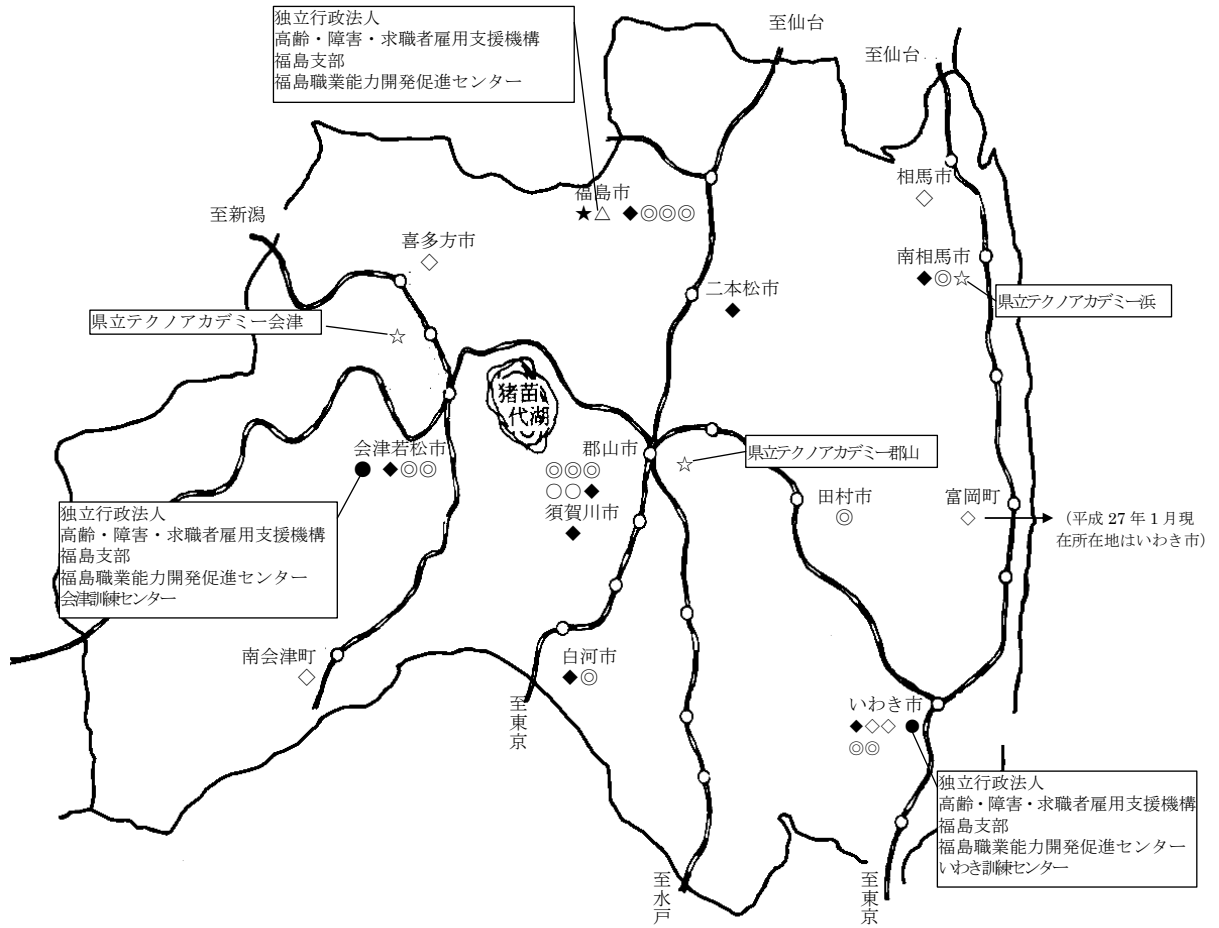 独立行政法人
高齢・障害・求職者雇用支援機構
福島支部
福島職業能力開発促進センター
至仙台
至仙台
相馬市
◇
福島市
★△ ◆◎◎◎
至新潟
喜多方市
◇
南相馬市
◆◎☆
県立テクノアカデミー浜
二本松市
◆
県立テクノアカデミー会津
☆
猪苗
代湖
会津若松市
● ◆◎◎
郡山市
◎◎◎
○○◆
☆
県立テクノアカデミー郡山
須賀川市
◆
田村市
◎
富岡町
◇
(平成 27 年 1 月現
在所在地はいわき市)
独立行政法人
高齢・障害・求職者雇用支援機構
福島支部
福島職業能力開発促進センター
会津訓練センター
南会津町
◇
白河市
◆◎
至東京
いわき市
◆◇◇ ●
◎◎
独立行政法人
高齢・障害・求職者雇用支援機構
福島支部
福島職業能力開発促進センター
いわき訓練センター
至水戸
至東京